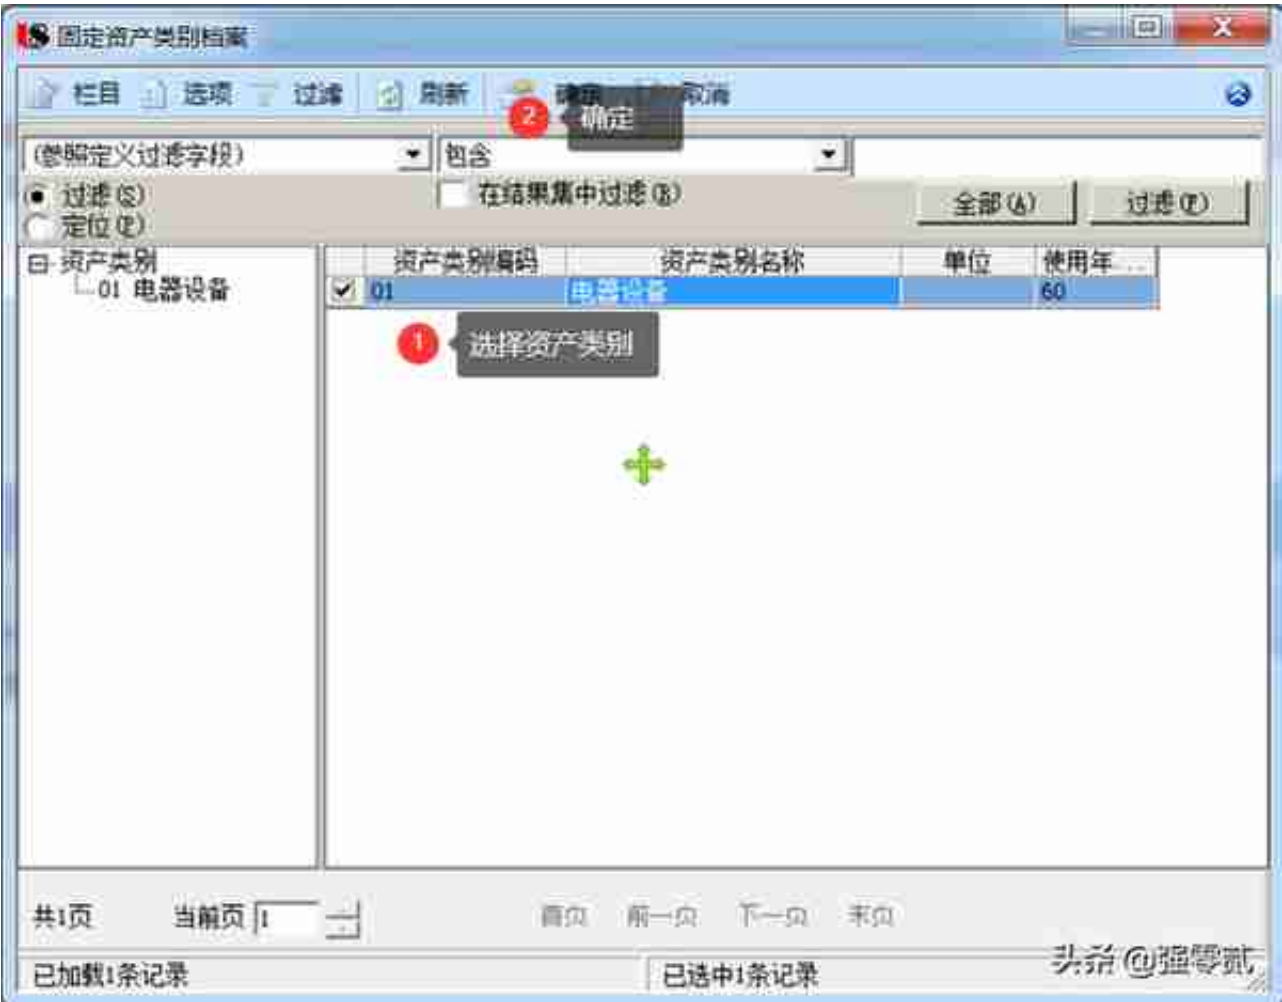 固定资产类别档案
栏目 选项 过滤 刷新 确定 取消
2 确定
(参照定义过滤字段) 包含
过滤(S) 在结果集中过滤(B) 全部(A) 过滤(F)
定位(P)
资产类别 资产类别编码 资产类别名称 单位 使用年...
01 电器设备 01 电器设备 60
1 选择资产类别
共1页 当前页 1 首页 前一页 下一页 末页
已加载1条记录 已选中1条记录
头条 @强零贰